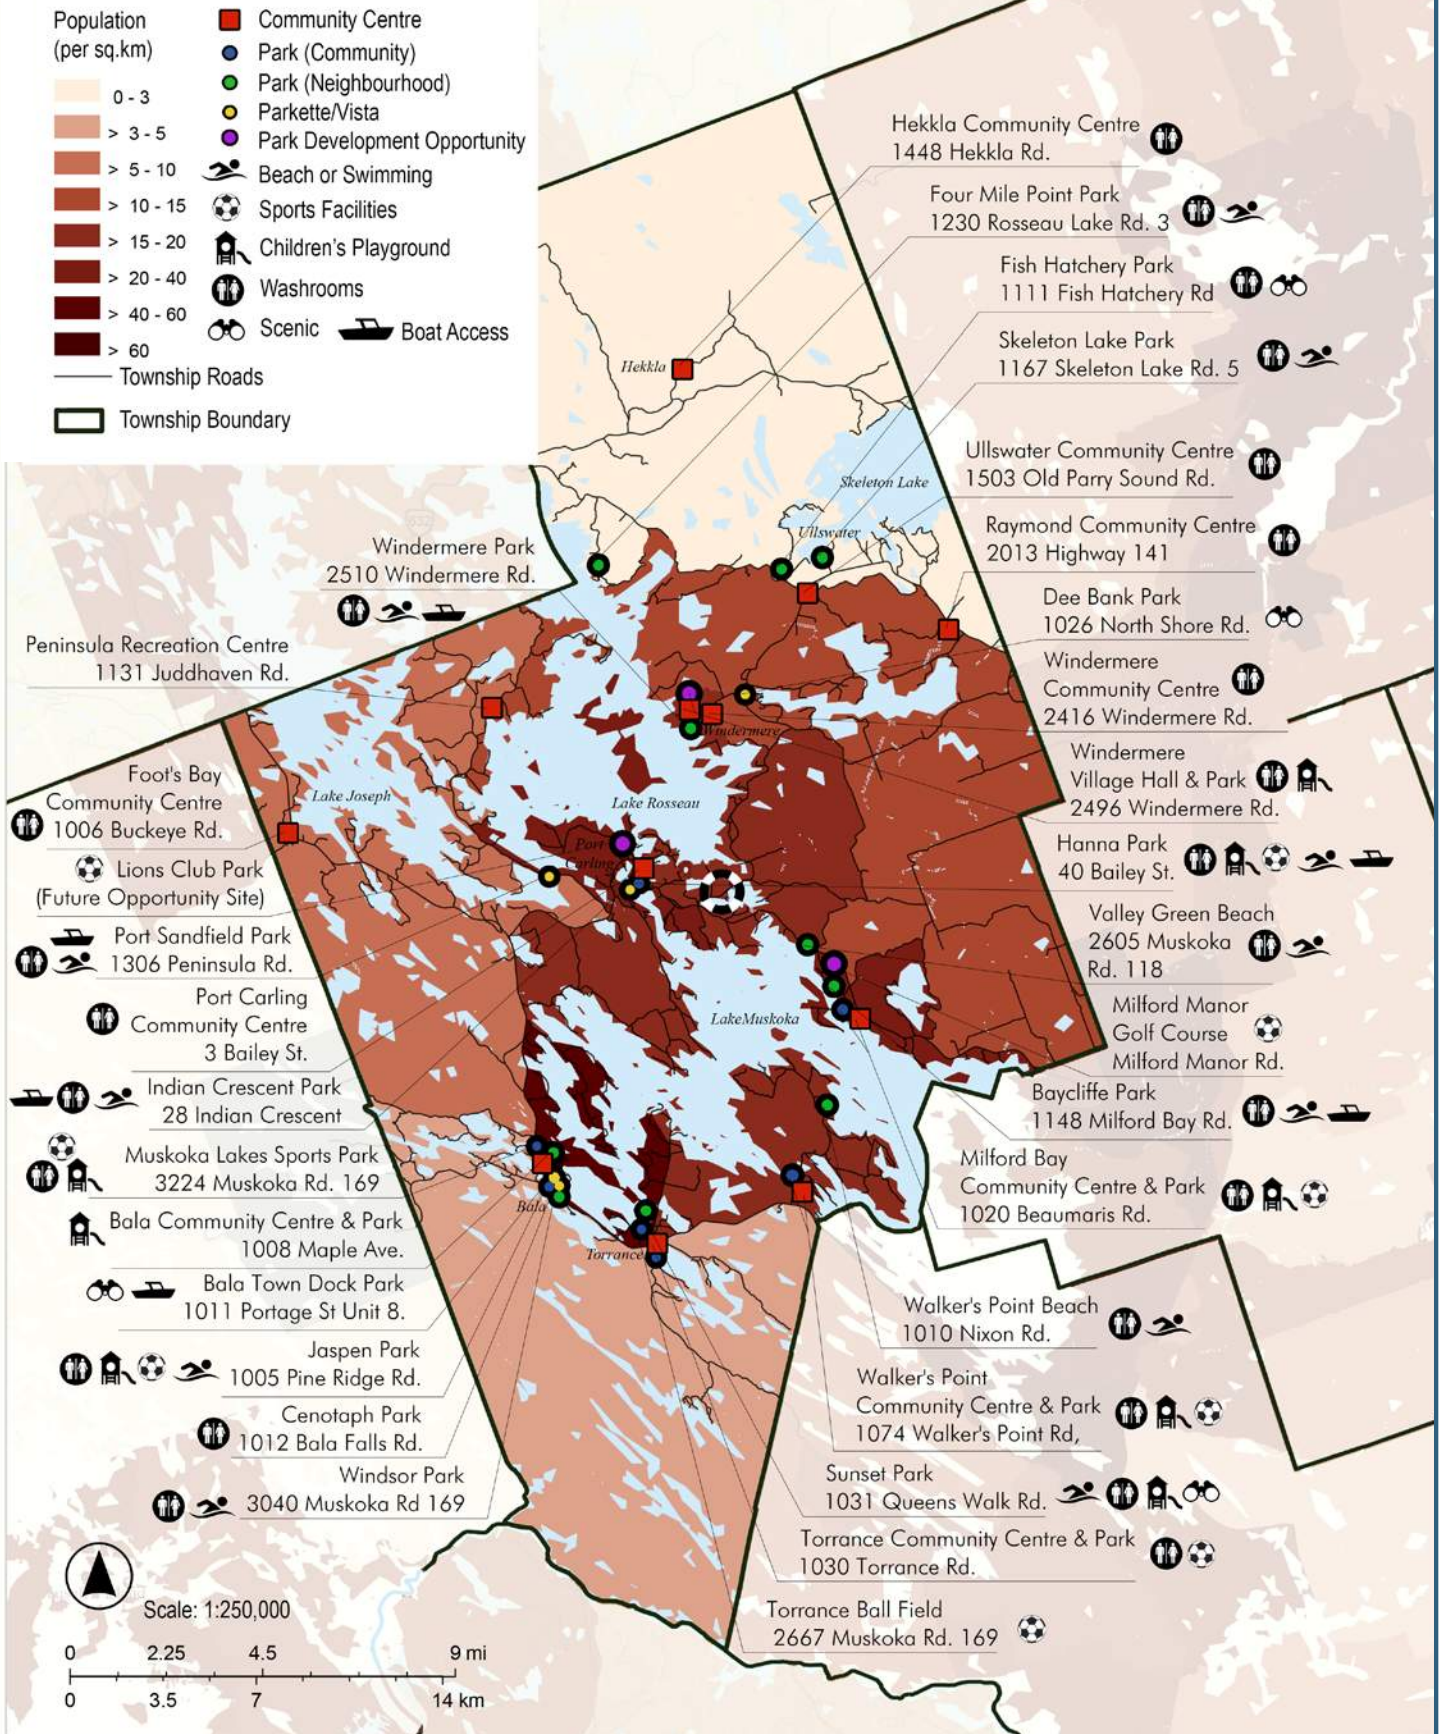 Population
(per sq.km)
0 - 3
> 3 - 5
> 5 - 10
> 10 - 15
> 15 - 20
> 20 - 40
> 40 - 60
> 60
Township Roads
Township Boundary
Community Centre
Park (Community)
Park (Neighbourhood)
Parkette/Vista
Park Development Opportunity
Beach or Swimming
Sports Facilities
Children's Playground
Washrooms
Scenic
Boat Access
Hekkla Community Centre
1448 Hekkla Rd.
Four Mile Point Park
1230 Rosseau Lake Rd. 3
Fish Hatchery Park
1111 Fish Hatchery Rd
Skeleton Lake Park
1167 Skeleton Lake Rd. 5
Ullswater Community Centre
1503 Old Parry Sound Rd.
Raymond Community Centre
2013 Highway 141
Dee Bank Park
1026 North Shore Rd.
Windermere
Community Centre
2416 Windermere Rd.
Windermere
Village Hall & Park
2496 Windermere Rd.
Hanna Park
40 Bailey St.
Valley Green Beach
2605 Muskoka
Rd. 118
Milford Manor
Golf Course
Milford Manor Rd.
Baycliffe Park
1148 Milford Bay Rd.
Milford Bay
Community Centre & Park
1020 Beaumaris Rd.
Walker's Point Beach
1010 Nixon Rd.
Walker's Point
Community Centre & Park
1074 Walker's Point Rd,
Sunset Park
1031 Queens Walk Rd.
Torrance Community Centre & Park
1030 Torrance Rd.
Torrance Ball Field
2667 Muskoka Rd. 169
Windermere Park
2510 Windermere Rd.
Peninsula Recreation Centre
1131 Juddhaven Rd.
Foot's Bay
Community Centre
1006 Buckeye Rd.
Lions Club Park
(Future Opportunity Site)
Port Sandfield Park
1306 Peninsula Rd.
Port Carling
Community Centre
3 Bailey St.
Indian Crescent Park
28 Indian Crescent
Muskoka Lakes Sports Park
3224 Muskoka Rd. 169
Bala Community Centre & Park
1008 Maple Ave.
Bala Town Dock Park
1011 Portage St Unit 8.
Jaspen Park
1005 Pine Ridge Rd.
Cenotaph Park
1012 Bala Falls Rd.
Windsor Park
3040 Muskoka Rd 169
Hekkla
Skeleton Lake
Ullswater
Windermere
Lake Joseph
Lake Rosseau
Port
Carling
LakeMuskoka
Bala
Torrance
Scale: 1:250,000
0 2.25 4.5 9 mi
0 3.5 7 14 km